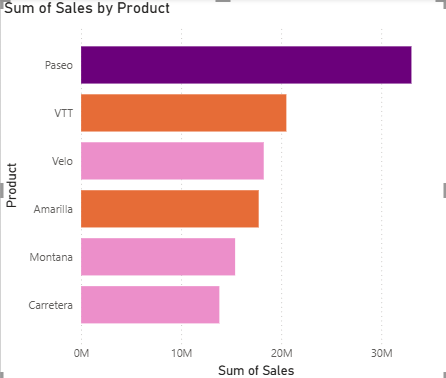 Sum of Sales by Product
Product
Paseo
VTT
Velo
Amarilla
Montana
Carretera
0M 10M 20M 30M
Sum of Sales